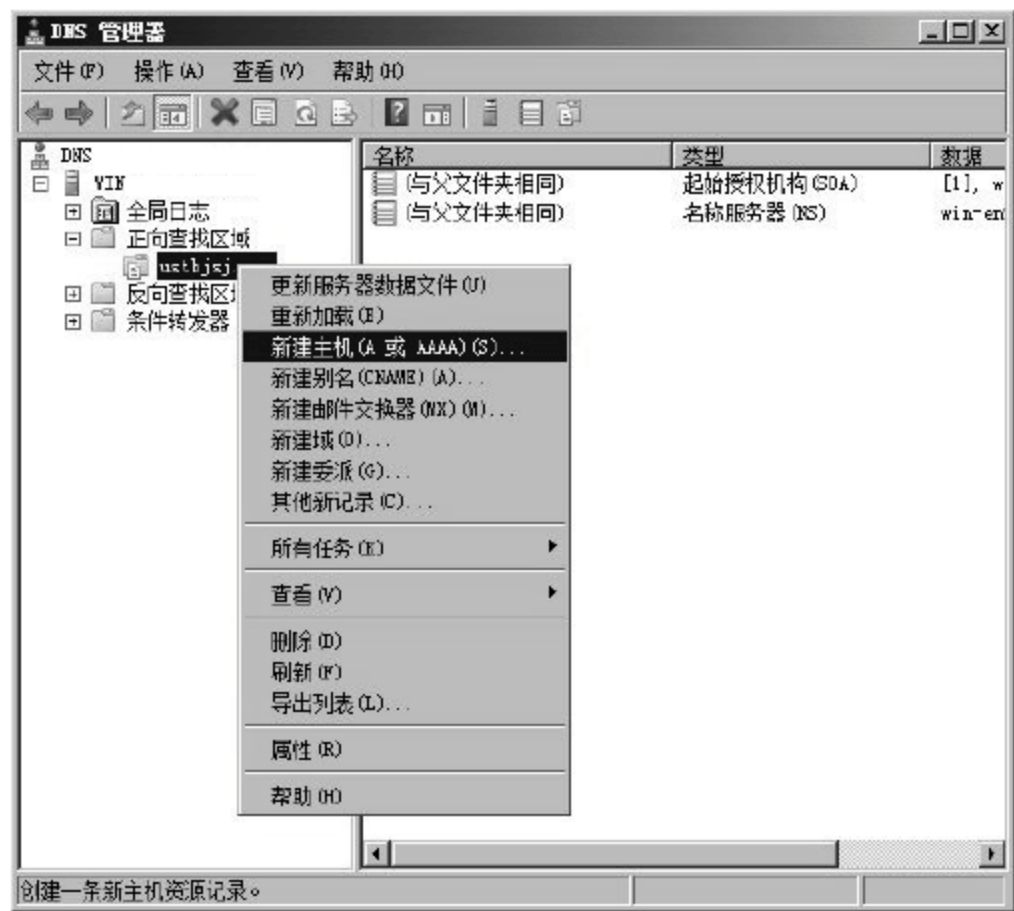 DNS 管理器
文件(F) 操作(A) 查看(V) 帮助(H)
DNS
WIN
全局日志
正向查找区域
ustbjsj
反向查找区
条件转发器
名称 类型 数据
(与父文件夹相同) 起始授权机构(SOA) [1], w
(与父文件夹相同) 名称服务器(NS) win-en
更新服务器数据文件(U)
重新加载(E)
新建主机(A 或 AAAA)(S)...
新建别名(CNAME)(A)...
新建邮件交换器(MX)(M)...
新建域(O)...
新建委派(G)...
其他新记录(C)...
所有任务(K)
查看(V)
删除(D)
刷新(F)
导出列表(L)...
属性(R)
帮助(H)
创建一条新主机资源记录。